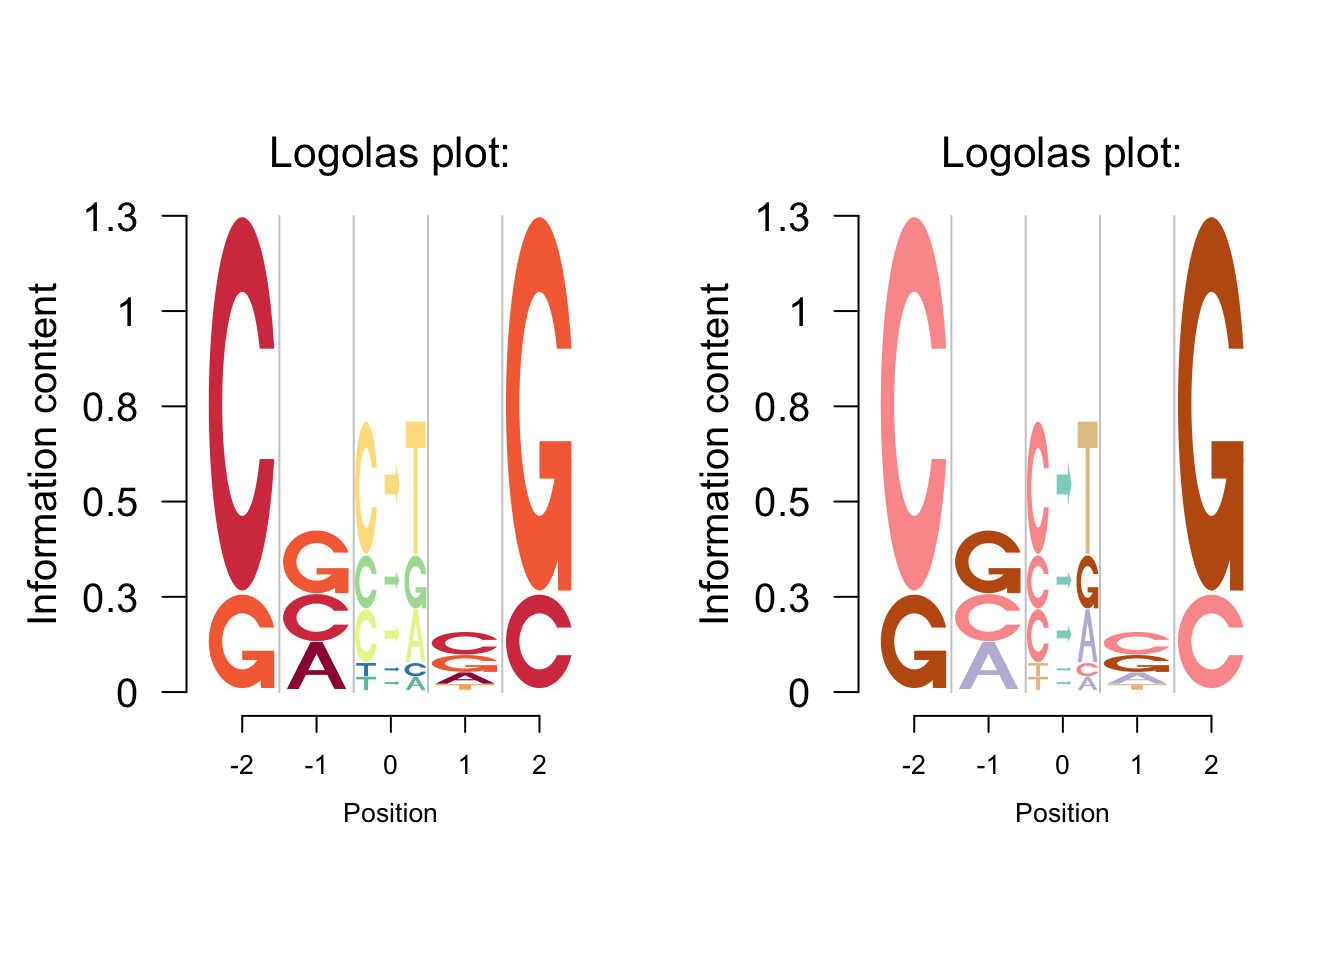 Logolas plot:
Information content
1.3
1
0.8
0.5
0.3
0
C
G
G
C
A
C→T
C→G
C→A
T→C
T→A
C
G
A
T
G
C
-2 -1 0 1 2
Position
Logolas plot:
Information content
1.3
1
0.8
0.5
0.3
0
C
G
G
C
A
C→T
C→G
C→A
T→C
T→A
C
G
A
T
G
C
-2 -1 0 1 2
Position